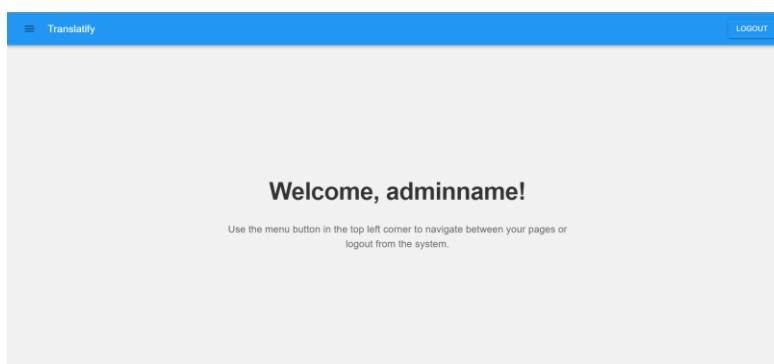 Translatify
LOGOUT
Welcome, adminname!
Use the menu button in the top left corner to navigate between your pages or
logout from the system.